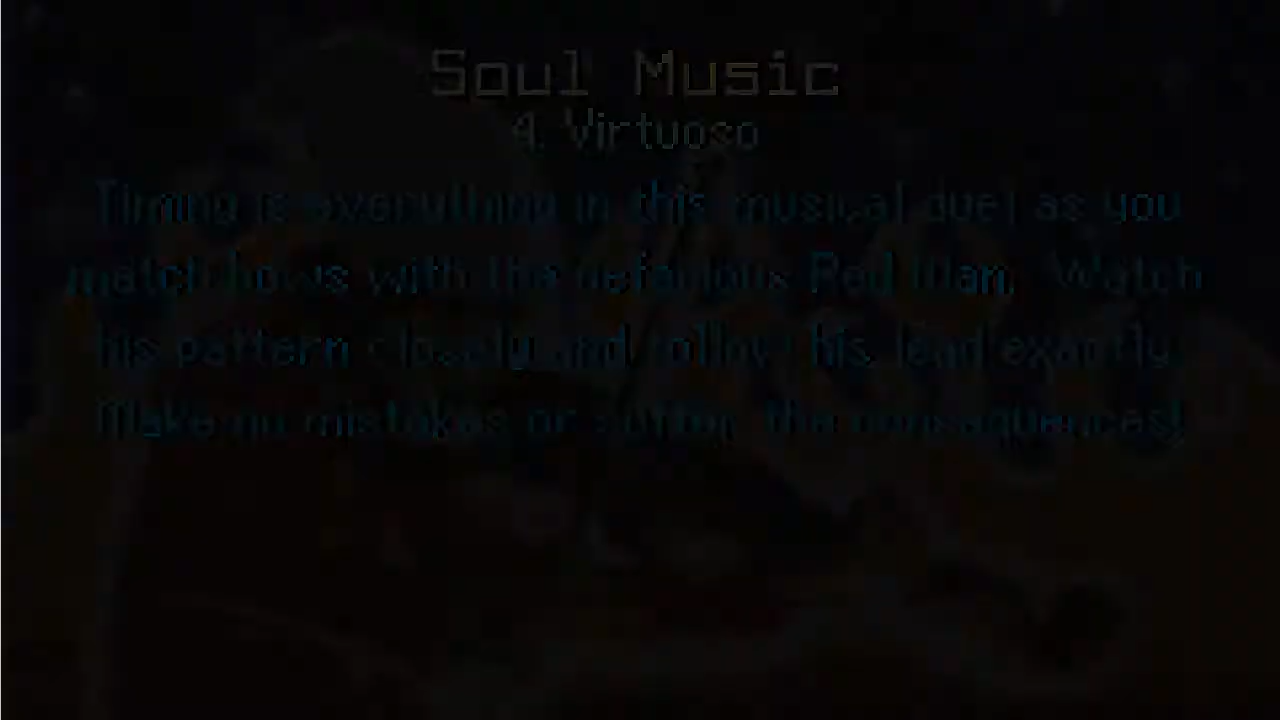 Soul Music
4. Virtuoso
Timing is everything in this musical duet as you
match bows with the nefarious Red Man. Watch
his pattern closely and follow his lead exactly.
Make no mistakes or suffer the consequences!